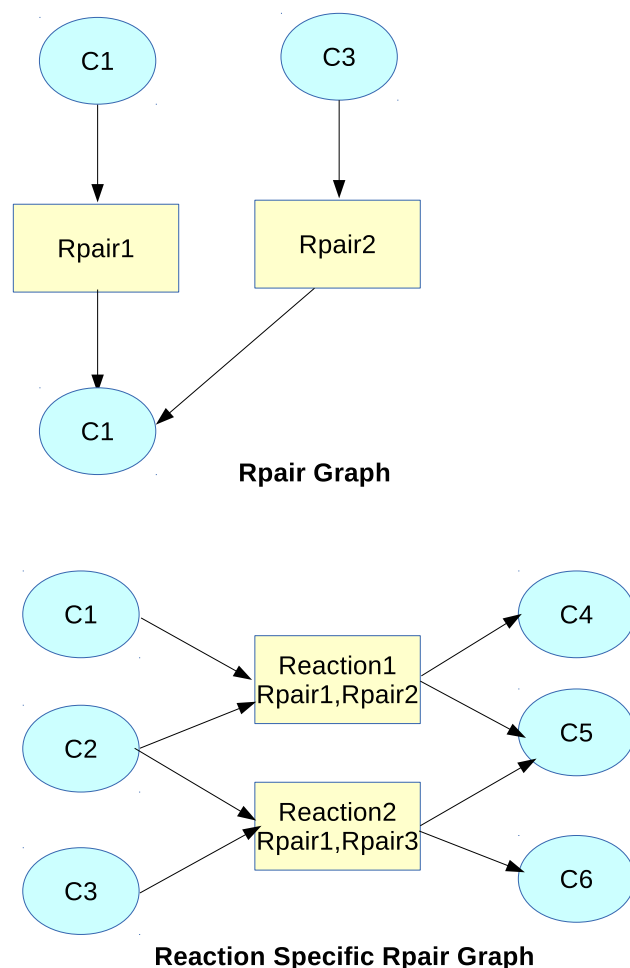 C1
C3
Rpair1
Rpair2
C1
Rpair Graph
C1
C4
Reaction1
Rpair1,Rpair2
C2
C5
Reaction2
Rpair1,Rpair3
C3
C6
Reaction Specific Rpair Graph